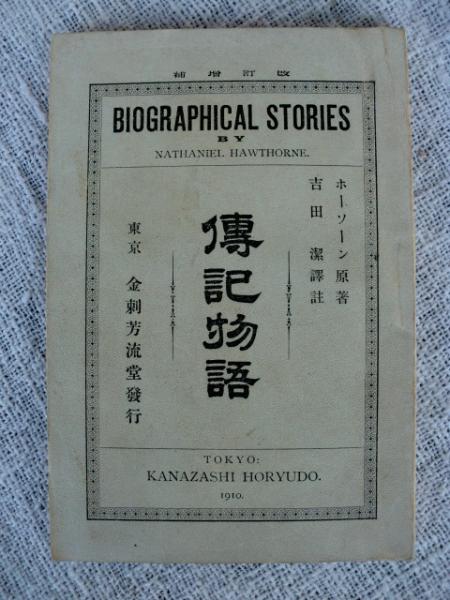 補增訂改
BIOGRAPHICAL STORIES
BY
NATHANIEL HAWTHORNE.
ホーソーン原著
吉田潔譯註
傳記物語
東京 金刺芳流堂發行
TOKYO:
KANAZASHI HORYUDO.
1910.